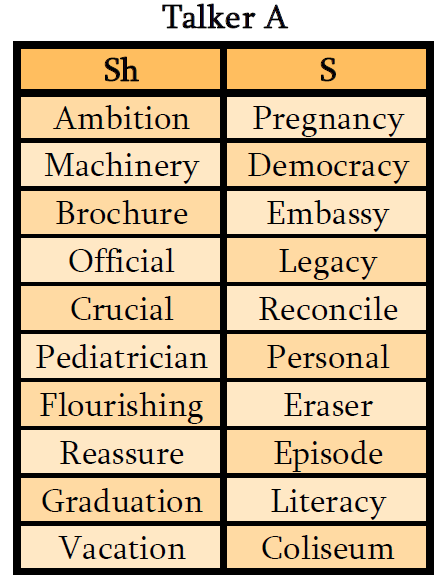 Talker A
Sh S
Ambition Pregnancy
Machinery Democracy
Brochure Embassy
Official Legacy
Crucial Reconcile
Pediatrician Personal
Flourishing Eraser
Reassure Episode
Graduation Literacy
Vacation Coliseum